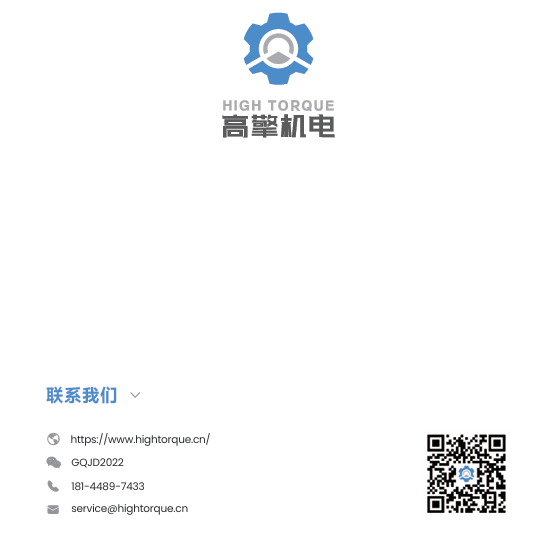 HIGH TORQUE
高擎机电
联系我们
https://www.hightorque.cn/
GQJD2022
181-4489-7433
service@hightorque.cn